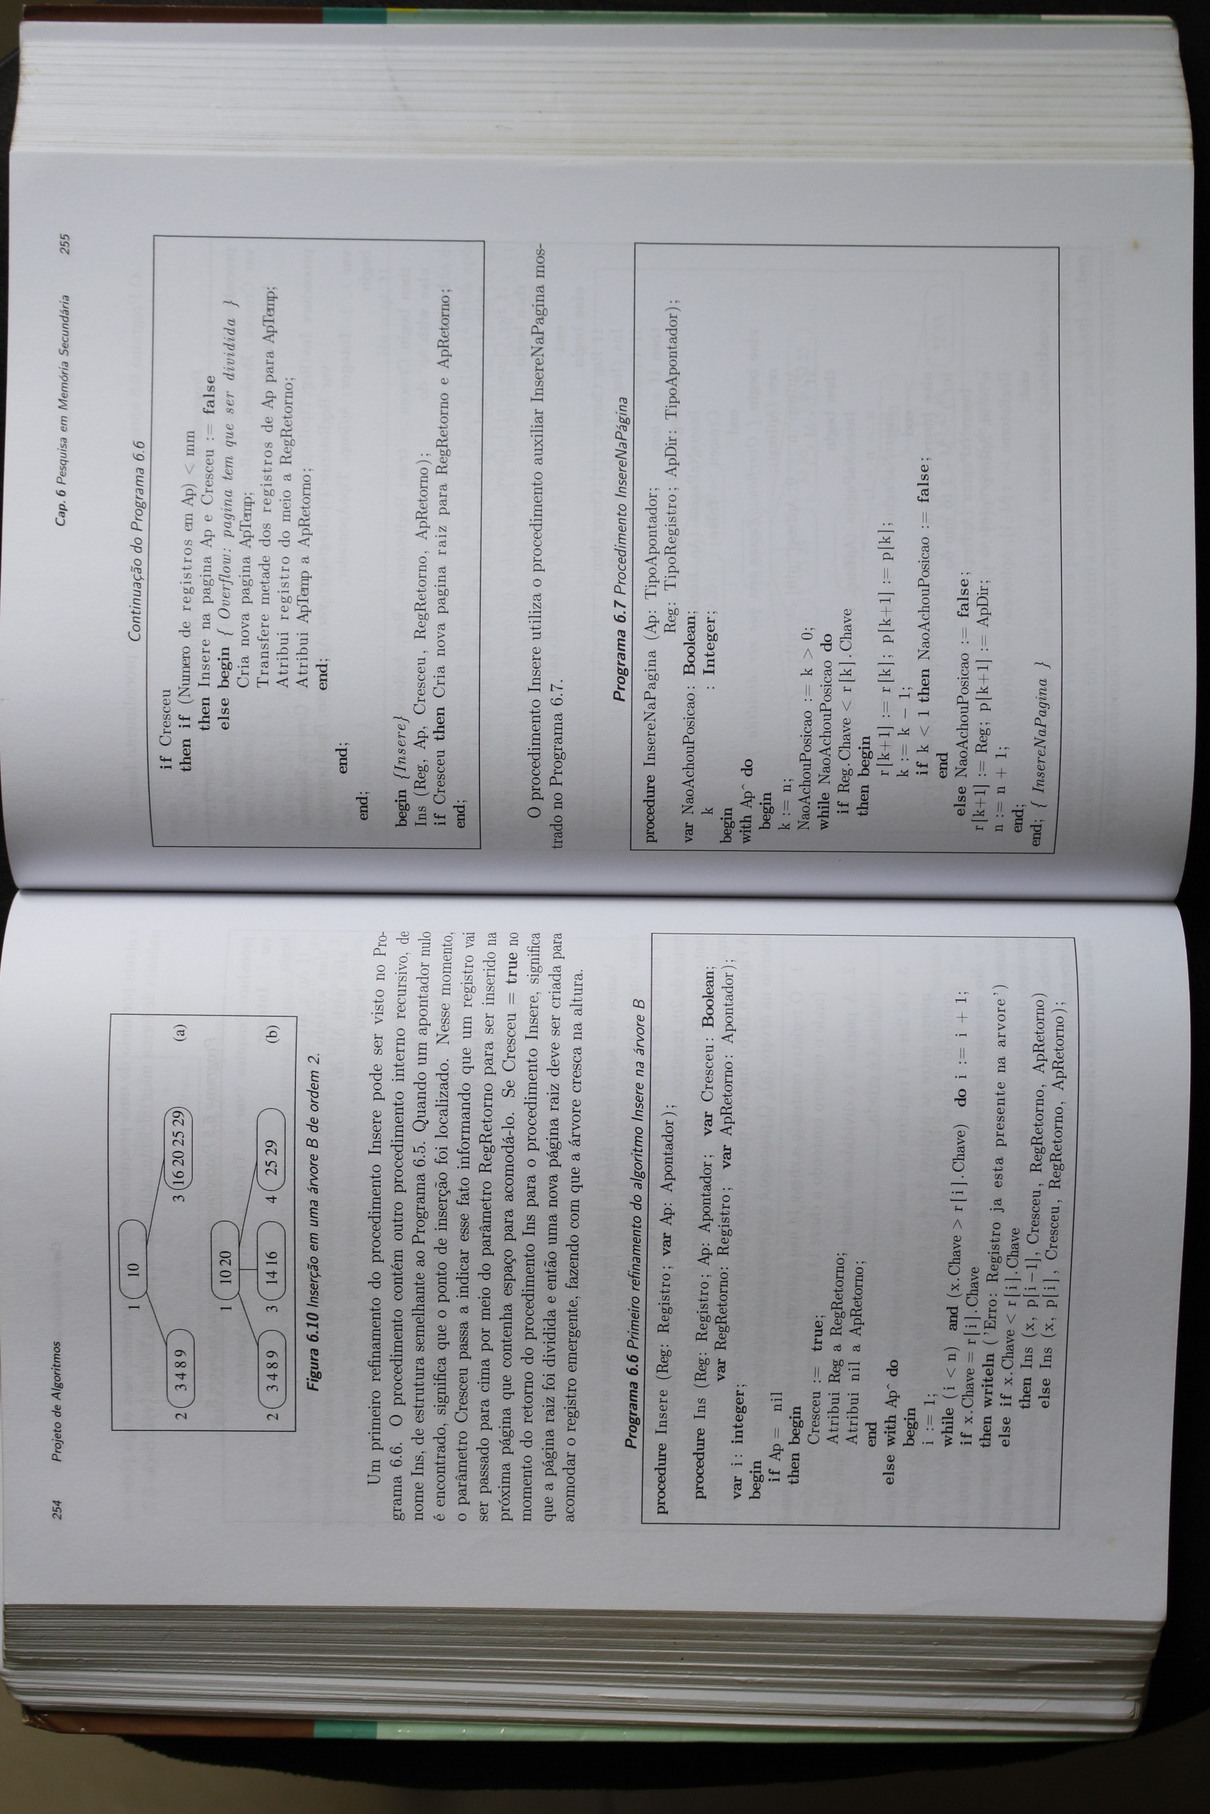 254 Projeto de Algoritmos
1 10
2 3 4 8 9 3 16 20 25 29 (a)
1 10 20
2 3 4 8 9 3 14 16 4 25 29 (b)
Figura 6.10 Inserção em uma árvore B de ordem 2.
Um primeiro refinamento do procedimento Insere pode ser visto no Pro-
grama 6.6. O procedimento contém outro procedimento interno recursivo, de
nome Ins, de estrutura semelhante ao Programa 6.5. Quando um apontador nulo
é encontrado, significa que o ponto de inserção foi localizado. Nesse momento,
o parâmetro Cresceu passa a indicar esse fato informando que um registro vai
ser passado para cima por meio do parâmetro RegRetorno para ser inserido na
próxima página que contenha espaço para acomodá-lo. Se Cresceu = true no
momento do retorno do procedimento Ins para o procedimento Insere, significa
que a página raiz foi dividida e então uma nova página raiz deve ser criada para
acomodar o registro emergente, fazendo com que a árvore cresca na altura.
Programa 6.6 Primeiro refinamento do algoritmo Insere na árvore B
procedure Insere (Reg: Registro; var Ap: Apontador);
procedure Ins (Reg: Registro; Ap: Apontador; var Cresceu: Boolean;
var RegRetorno: Registro; var ApRetorno: Apontador);
var i: integer;
begin
if Ap = nil
then begin
Cresceu := true;
Atribui Reg a RegRetorno;
Atribui nil a ApRetorno;
end
else with Ap^ do
begin
i := 1;
while (i < n) and (x.Chave > r[i].Chave) do i := i + 1;
if x.Chave = r[i].Chave
then writeln ('Erro: Registro ja esta presente na arvore')
else if x.Chave < r[i].Chave
then Ins (x, p[i-1], Cresceu, RegRetorno, ApRetorno)
else Ins (x, p[i], Cresceu, RegRetorno, ApRetorno);
Cap. 6 Pesquisa em Memória Secundária 255
Continuação do Programa 6.6
if Cresceu
then if (Numero de registros em Ap) < mm
then Insere na pagina Ap e Cresceu := false
else begin { Overflow: pagina tem que ser dividida }
Cria nova pagina ApTemp;
Transfere metade dos registros de Ap para ApTemp;
Atribui registro do meio a RegRetorno;
Atribui ApTemp a ApRetorno;
end;
end;
end;
begin {Insere}
Ins (Reg, Ap, Cresceu, RegRetorno, ApRetorno);
if Cresceu then Cria nova pagina raiz para RegRetorno e ApRetorno;
end;
O procedimento Insere utiliza o procedimento auxiliar InsereNaPagina mos-
trado no Programa 6.7.
Programa 6.7 Procedimento InsereNaPágina
procedure InsereNaPagina (Ap: TipoApontador;
Reg: TipoRegistro; ApDir: TipoApontador);
var NaoAchouPosicao: Boolean;
k : Integer;
begin
with Ap^ do
begin
k := n;
NaoAchouPosicao := k > 0;
while NaoAchouPosicao do
if Reg.Chave < r[k].Chave
then begin
r[k+1] := r[k]; p[k+1] := p[k];
k := k - 1;
if k < 1 then NaoAchouPosicao := false;
end
else NaoAchouPosicao := false;
r[k+1] := Reg; p[k+1] := ApDir;
n := n + 1;
end;
end; { InsereNaPagina }